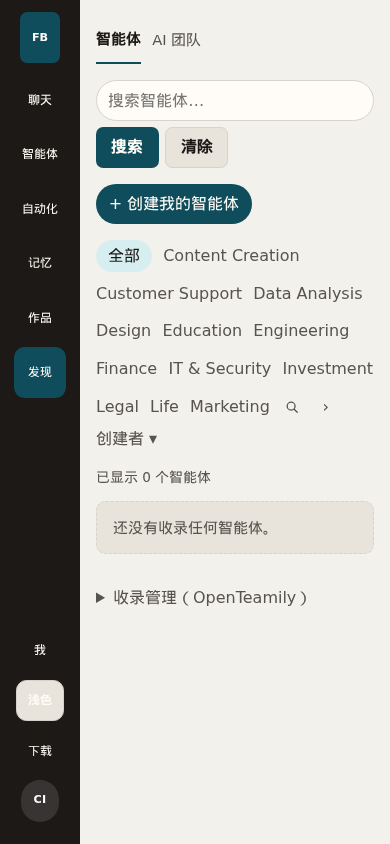 FB
聊天
智能体
自动化
记忆
作品
发现
我
浅色
下载
CI
智能体 AI 团队
搜索智能体…
搜索 清除
+ 创建我的智能体
全部 Content Creation
Customer Support Data Analysis
Design Education Engineering
Finance IT & Security Investment
Legal Life Marketing ›
创建者 ▾
已显示 0 个智能体
还没有收录任何智能体。
▶ 收录管理（OpenTeamily）